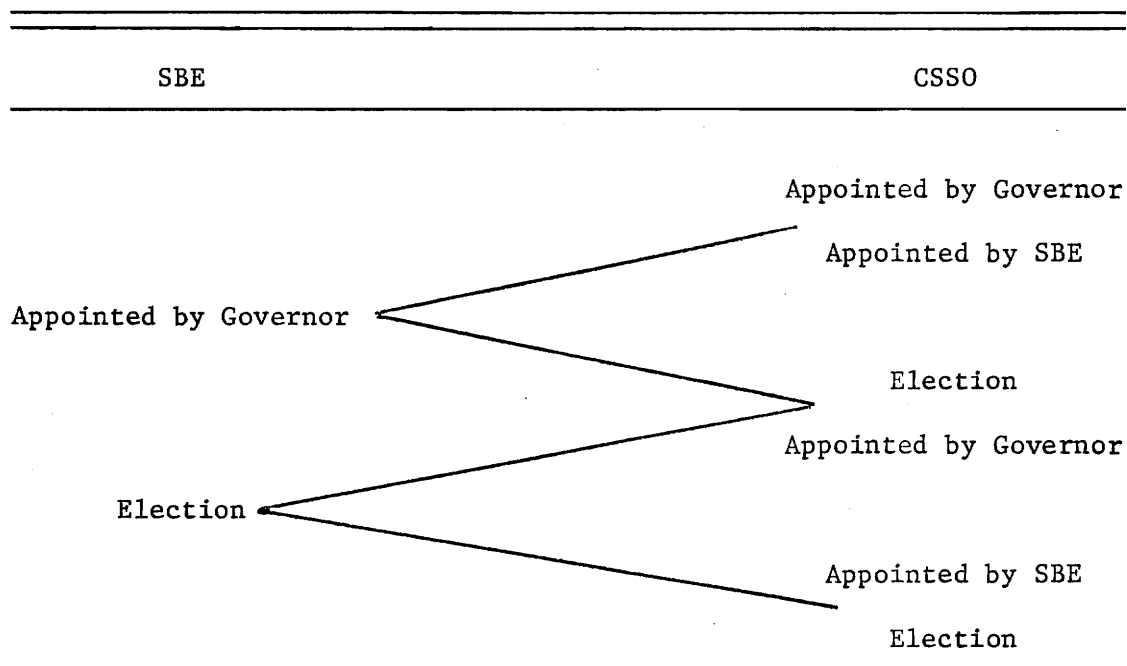 SBE CSSO
Appointed by Governor
Appointed by SBE
Appointed by Governor
Election
Appointed by Governor
Election
Appointed by SBE
Election